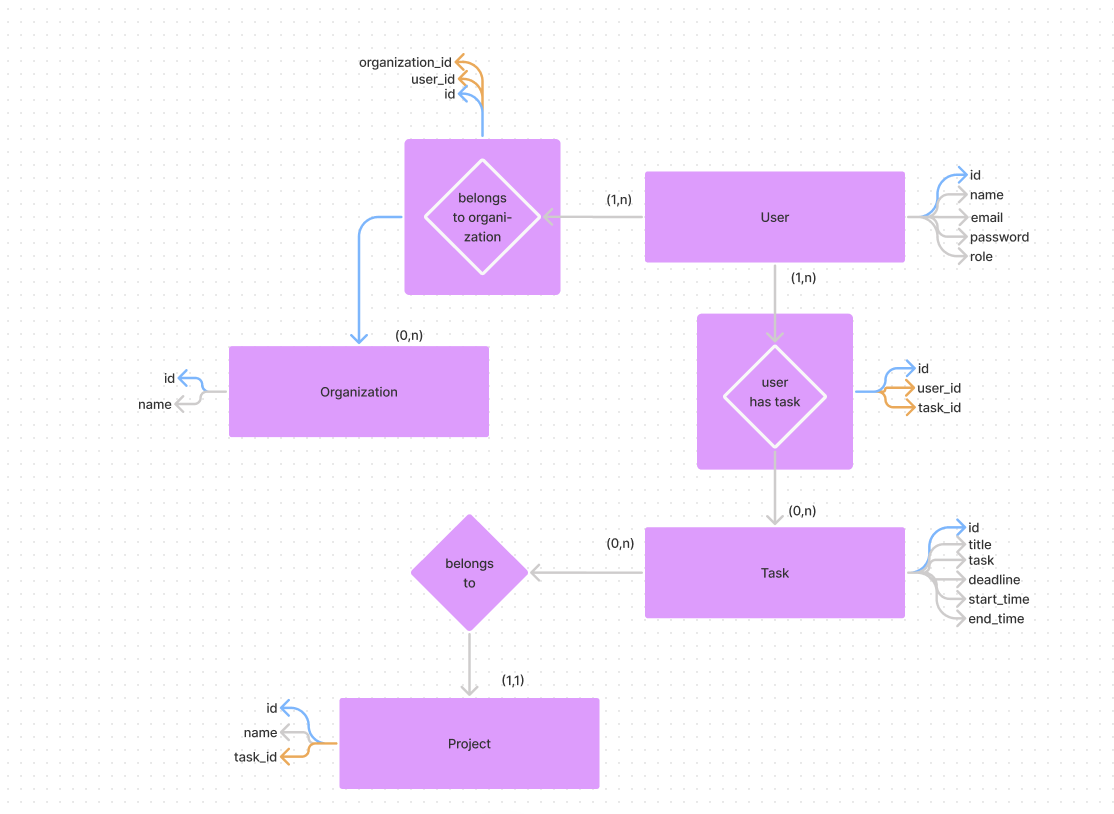 organization_id
user_id
id
belongs
to organi-
zation
(1,n)
User
id
name
email
password
role
(1,n)
(0,n)
id
name
Organization
user
has task
id
user_id
task_id
(0,n)
belongs
to
(0,n)
Task
id
title
task
deadline
start_time
end_time
(1,1)
id
name
task_id
Project